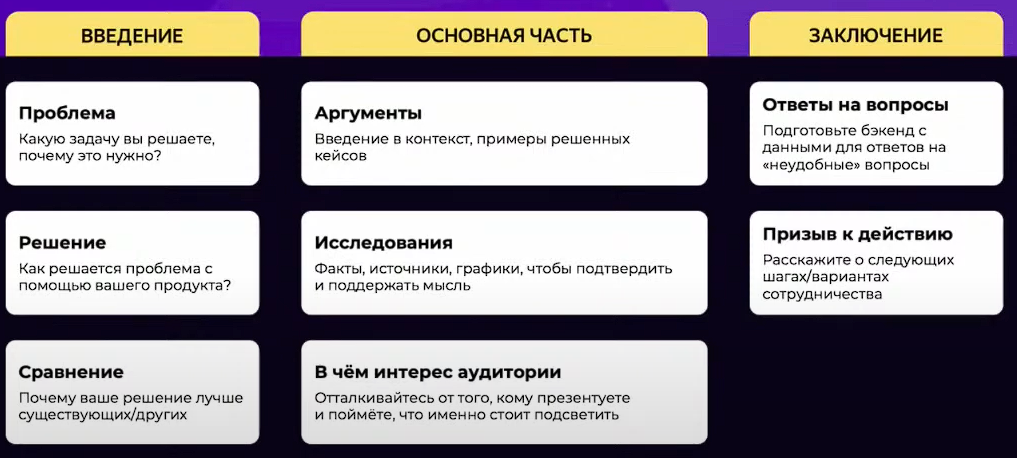 ВВЕДЕНИЕ
Проблема
Какую задачу вы решаете,
почему это нужно?
Решение
Как решается проблема с
помощью вашего продукта?
Сравнение
Почему ваше решение лучше
существующих/других
ОСНОВНАЯ ЧАСТЬ
Аргументы
Введение в контекст, примеры решенных
кейсов
Исследования
Факты, источники, графики, чтобы подтвердить
и поддержать мысль
В чём интерес аудитории
Отталкивайтесь от того, кому презентуете
и поймёте, что именно стоит подсветить
ЗАКЛЮЧЕНИЕ
Ответы на вопросы
Подготовьте бэкенд с
данными для ответов на
«неудобные» вопросы
Призыв к действию
Расскажите о следующих
шагах/вариантах
сотрудничества